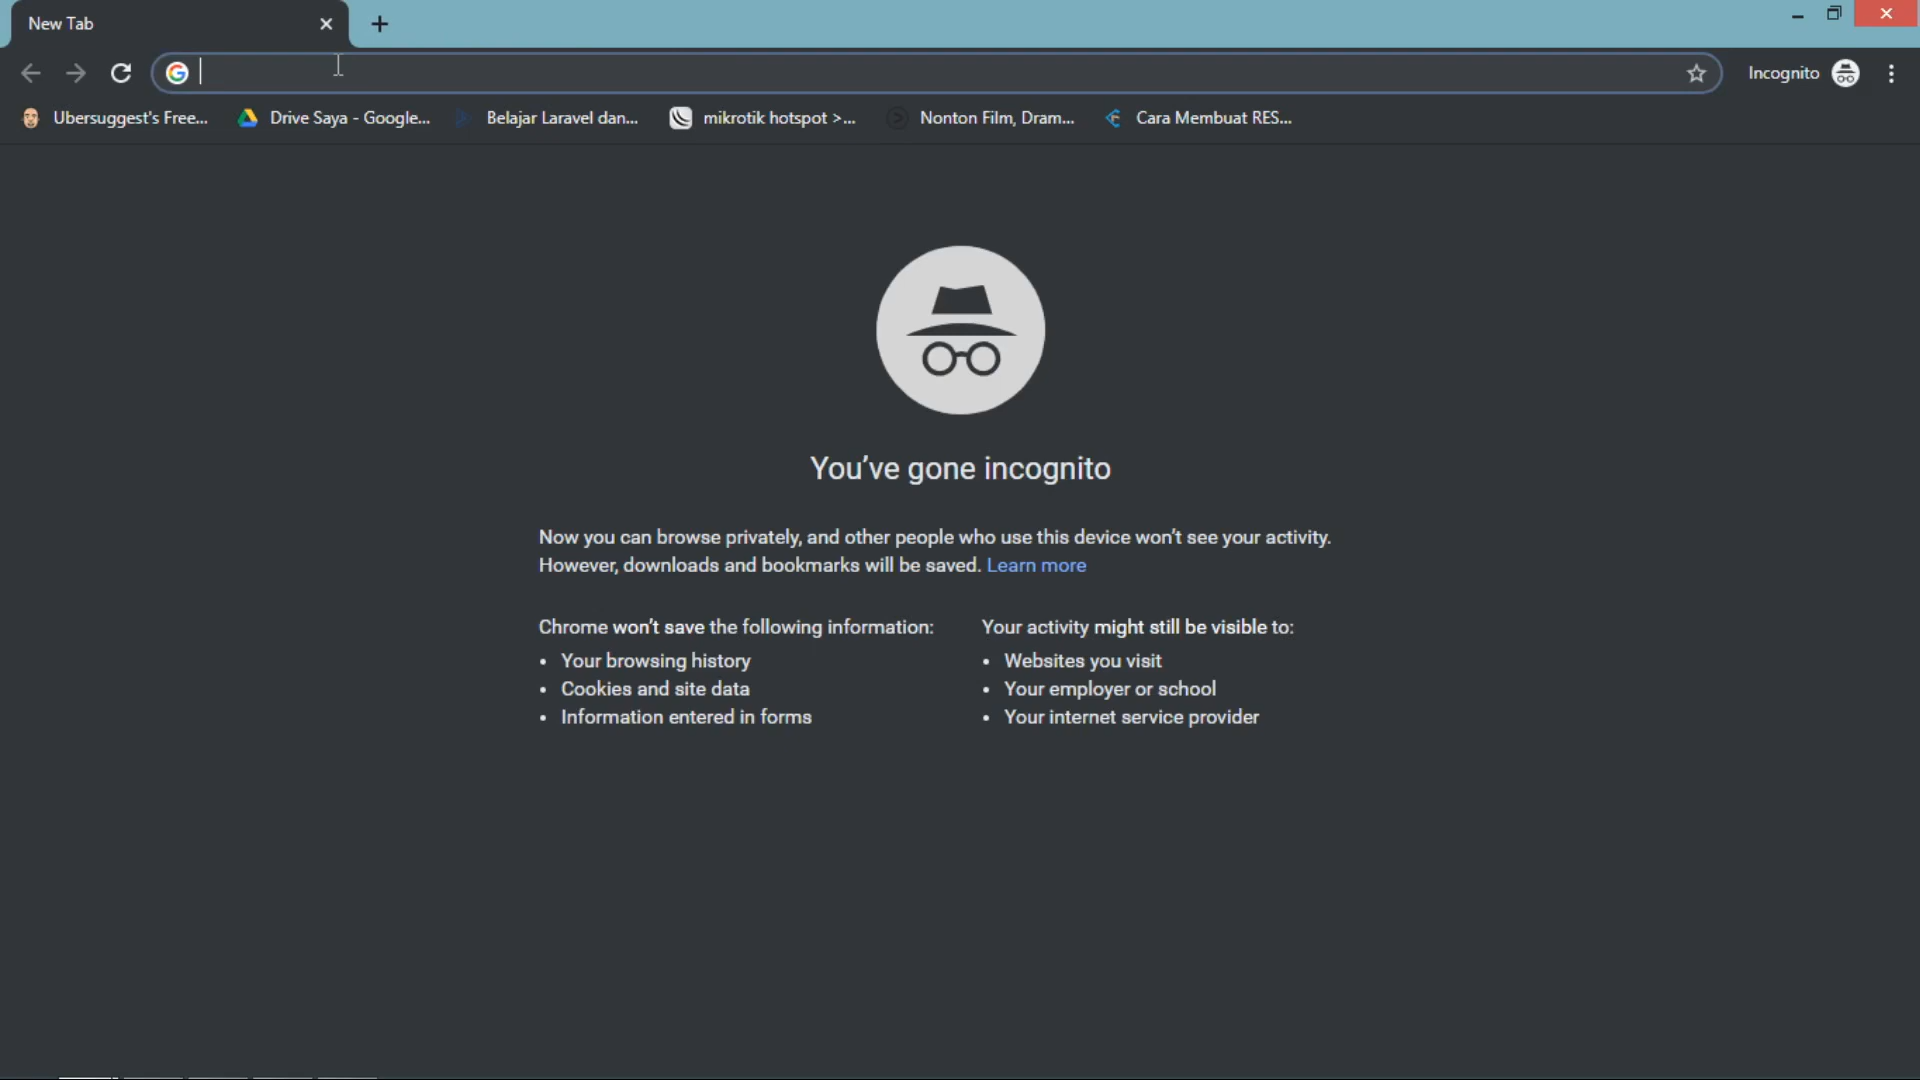 New Tab
Incognito
Ubersuggest's Free...
Drive Saya - Google...
Belajar Laravel dan...
mikrotik hotspot >...
Nonton Film, Dram...
Cara Membuat RES...
You've gone incognito
Now you can browse privately, and other people who use this device won't see your activity.
However, downloads and bookmarks will be saved. Learn more
Chrome won't save the following information:
• Your browsing history
• Cookies and site data
• Information entered in forms
Your activity might still be visible to:
• Websites you visit
• Your employer or school
• Your internet service provider